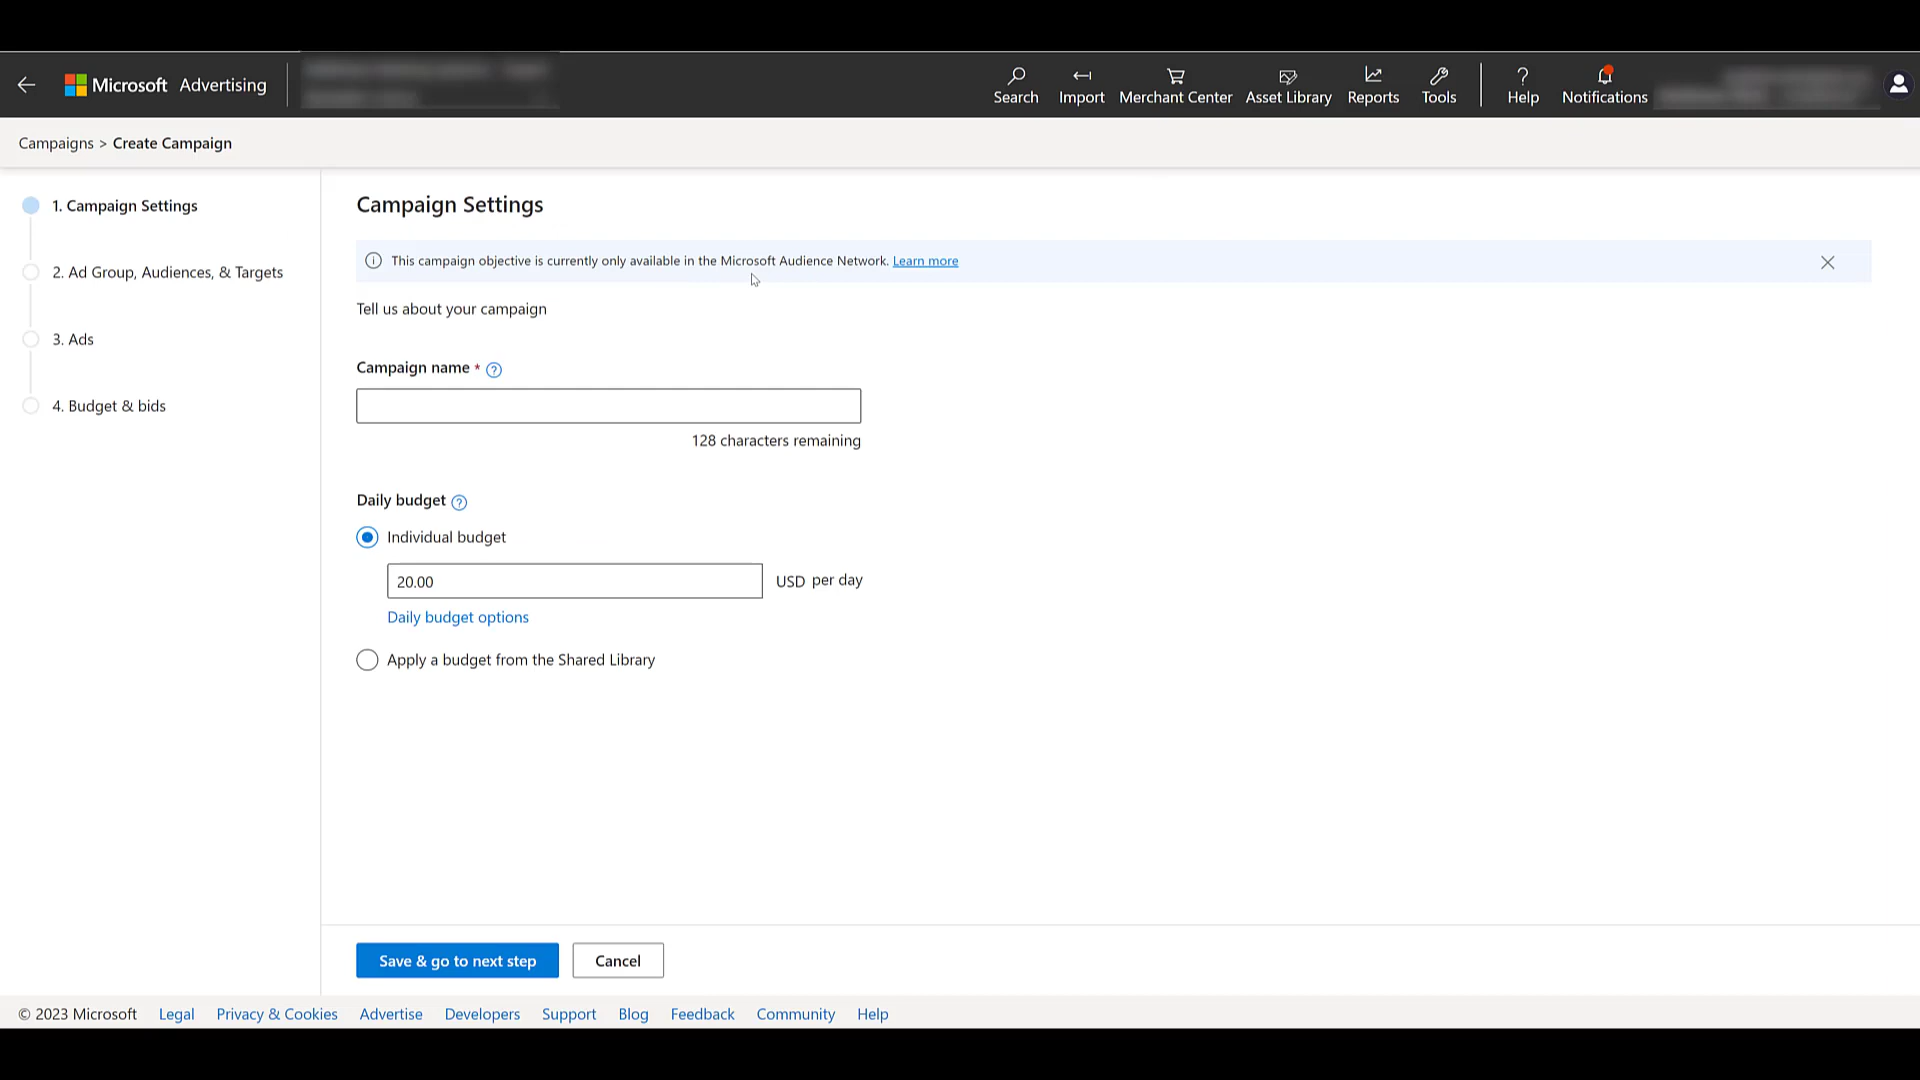 Microsoft Advertising
Search Import Merchant Center Asset Library Reports Tools Help Notifications
Campaigns > Create Campaign
1. Campaign Settings
2. Ad Group, Audiences, & Targets
3. Ads
4. Budget & bids
Campaign Settings
This campaign objective is currently only available in the Microsoft Audience Network. Learn more
Tell us about your campaign
Campaign name *
128 characters remaining
Daily budget
Individual budget
20.00 USD per day
Daily budget options
Apply a budget from the Shared Library
Save & go to next step Cancel
© 2023 Microsoft Legal Privacy & Cookies Advertise Developers Support Blog Feedback Community Help